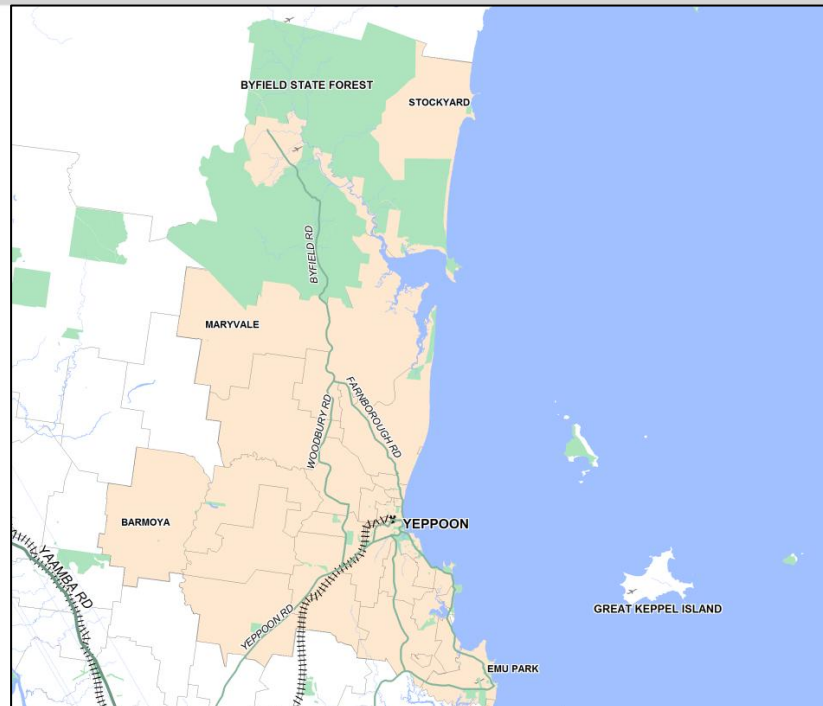 BYFIELD STATE FOREST
STOCKYARD
BYFIELD RD
MARYVALE
WOODBURY RD
FARNBOROUGH RD
BARMOYA
YEPPOON
YAAMBA RD
YEPPOON RD
GREAT KEPPEL ISLAND
EMU PARK